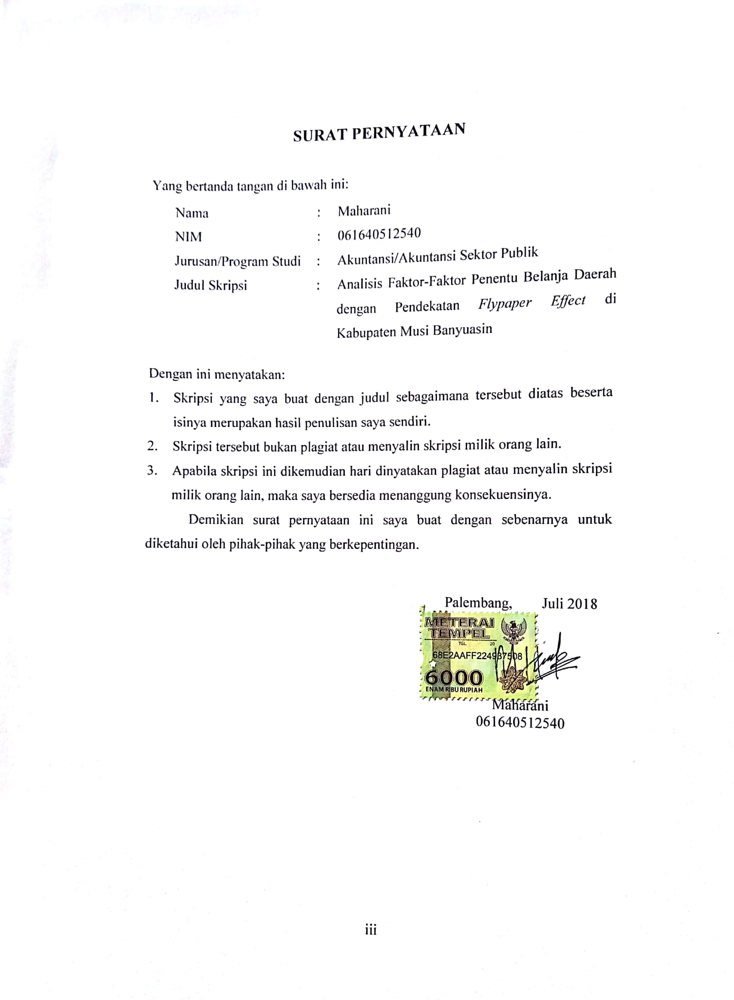 SURAT PERNYATAAN
Yang bertanda tangan di bawah ini:
Nama : Maharani
NIM : 061640512540
Jurusan/Program Studi : Akuntansi/Akuntansi Sektor Publik
Judul Skripsi : Analisis Faktor-Faktor Penentu Belanja Daerah
dengan Pendekatan Flypaper Effect di
Kabupaten Musi Banyuasin
Dengan ini menyatakan:
1. Skripsi yang saya buat dengan judul sebagaimana tersebut diatas beserta
isinya merupakan hasil penulisan saya sendiri.
2. Skripsi tersebut bukan plagiat atau menyalin skripsi milik orang lain.
3. Apabila skripsi ini dikemudian hari dinyatakan plagiat atau menyalin skripsi
milik orang lain, maka saya bersedia menanggung konsekuensinya.
Demikian surat pernyataan ini saya buat dengan sebenarnya untuk
diketahui oleh pihak-pihak yang berkepentingan.
Palembang, Juli 2018
METERAI
TEMPEL
TGL 20
68E2AAFF224987508
6000
ENAM RIBU RUPIAH
Maharani
061640512540
iii